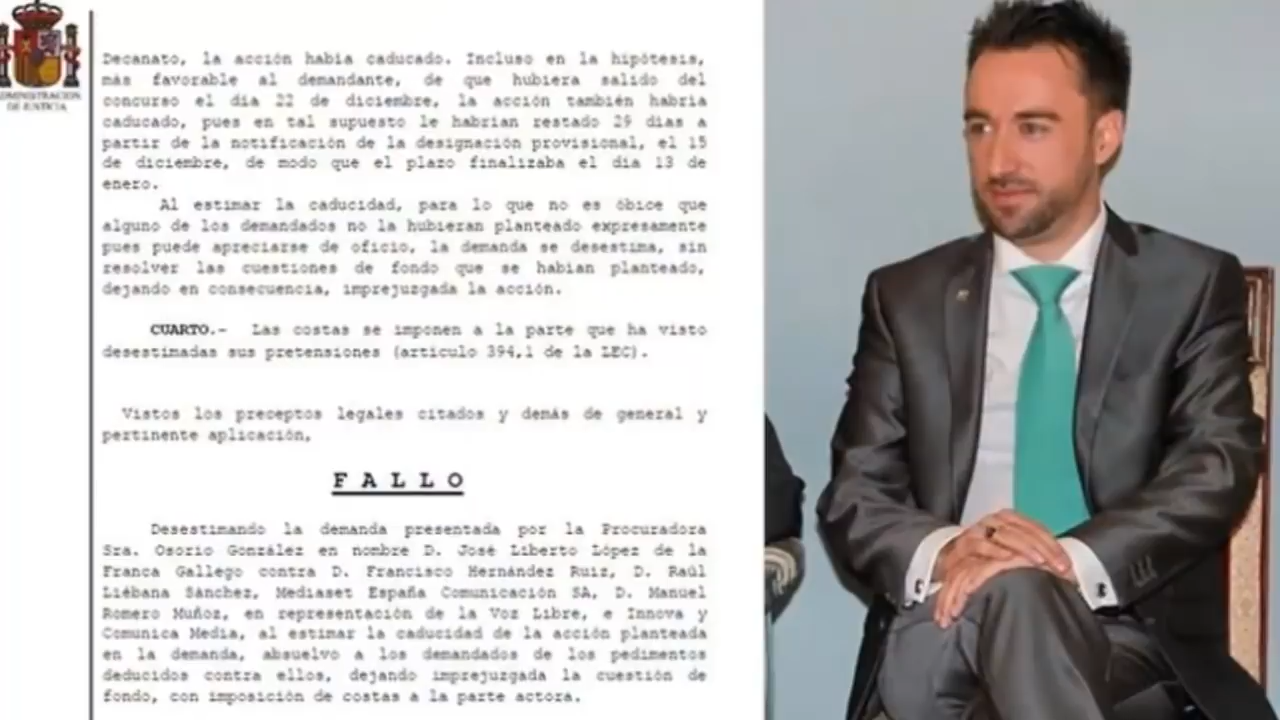 ADMINISTRACION
DE JUSTICIA
Decanato, la acción había caducado. Incluso en la hipótesis,
más favorable al demandante, de que hubiera salido del
concurso el día 22 de diciembre, la acción también habría
caducado, pues en tal supuesto le habrían restado 29 días a
partir de la notificación de la designación provisional, el 15
de diciembre, de modo que el plazo finalizaba el día 13 de
enero.
Al estimar la caducidad, para lo que no es óbice que
alguno de los demandados no la hubieran planteado expresamente
pues puede apreciarse de oficio, la demanda se desestima, sin
resolver las cuestiones de fondo que se habían planteado,
dejando en consecuencia, imprejuzgada la acción.
CUARTO.- Las costas se imponen a la parte que ha visto
desestimadas sus pretensiones (artículo 394,1 de la LEC).
Vistos los preceptos legales citados y demás de general y
pertinente aplicación,
F A L L O
Desestimando la demanda presentada por la Procuradora
Sra. Osorio González en nombre D. José Liberto López de la
Franca Gallego contra D. Francisco Hernández Ruiz, D. Raúl
Liébana Sánchez, Mediaset España Comunicación SA, D. Manuel
Romero Muñoz, en representación de la Voz Libre, e Innova y
Comunica Media, al estimar la caducidad de la acción planteada
en la demanda, absuelvo a los demandados de los pedimentos
deducidos contra ellos, dejando imprejuzgada la cuestión de
fondo, con imposición de costas a la parte actora.